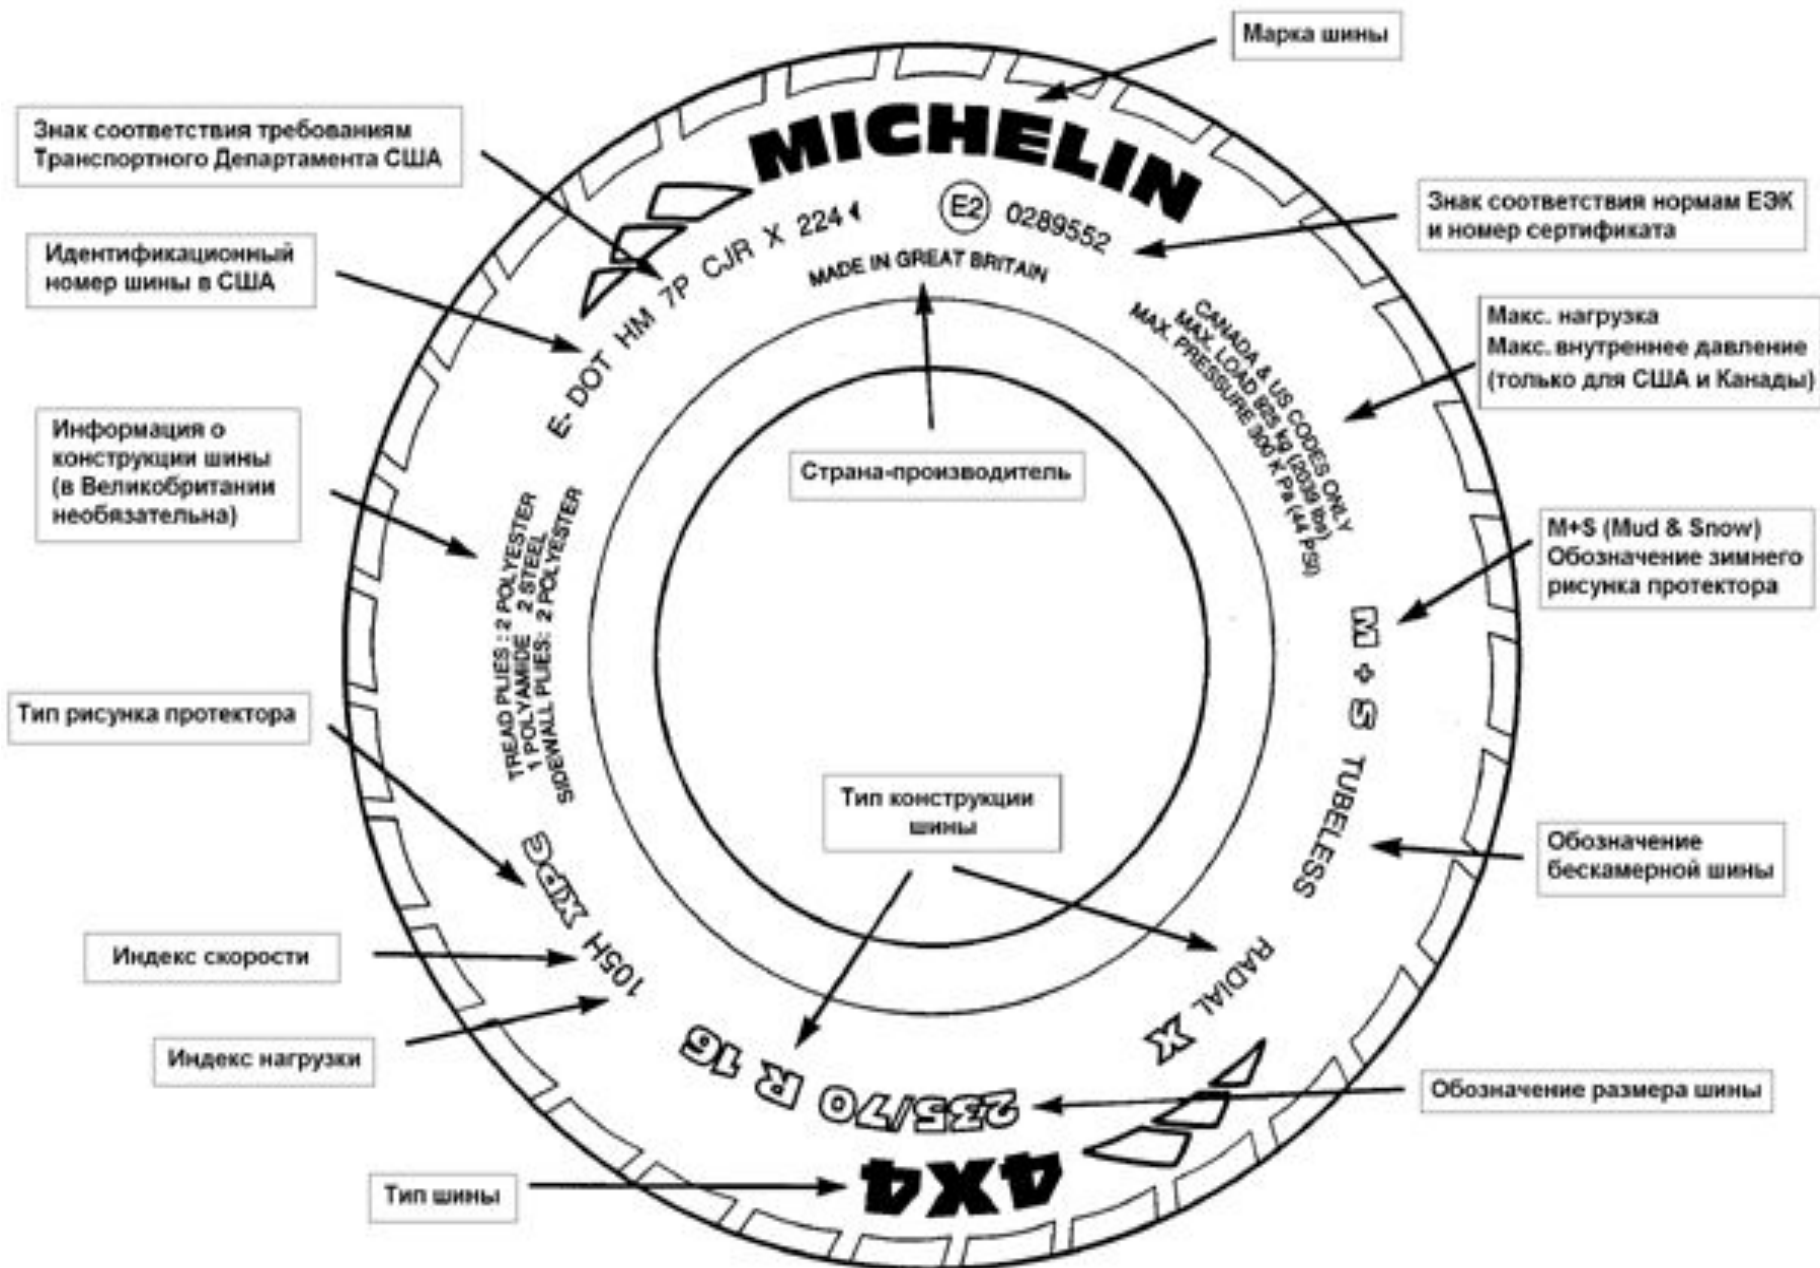 Марка шины
Знак соответствия требованиям
Транспортного Департамента США
MICHELIN
Знак соответствия нормам ЕЭК
и номер сертификата
E2 0289552
E- DOT HM 7P CJR X 224
MADE IN GREAT BRITAIN
Идентификационный
номер шины в США
CANADA & US CODES ONLY
MAX. LOAD 925 kg (2039 lbs)
MAX. PRESSURE 300 K Pa (44 PSI)
Макс. нагрузка
Макс. внутреннее давление
(только для США и Канады)
Информация о
конструкции шины
(в Великобритании
необязательна)
Страна-производитель
TREAD PLIES : 2 POLYESTER
1 POLYAMIDE 2 STEEL
SIDEWALL PLIES: 2 POLYESTER
M+S (Mud & Snow)
Обозначение зимнего
рисунка протектора
M + S TUBELESS
Тип рисунка протектора
Тип конструкции
шины
Обозначение
бескамерной шины
XPC
105H
RADIAL X
Индекс скорости
Индекс нагрузки
235/70 R 16
Обозначение размера шины
4X4
Тип шины